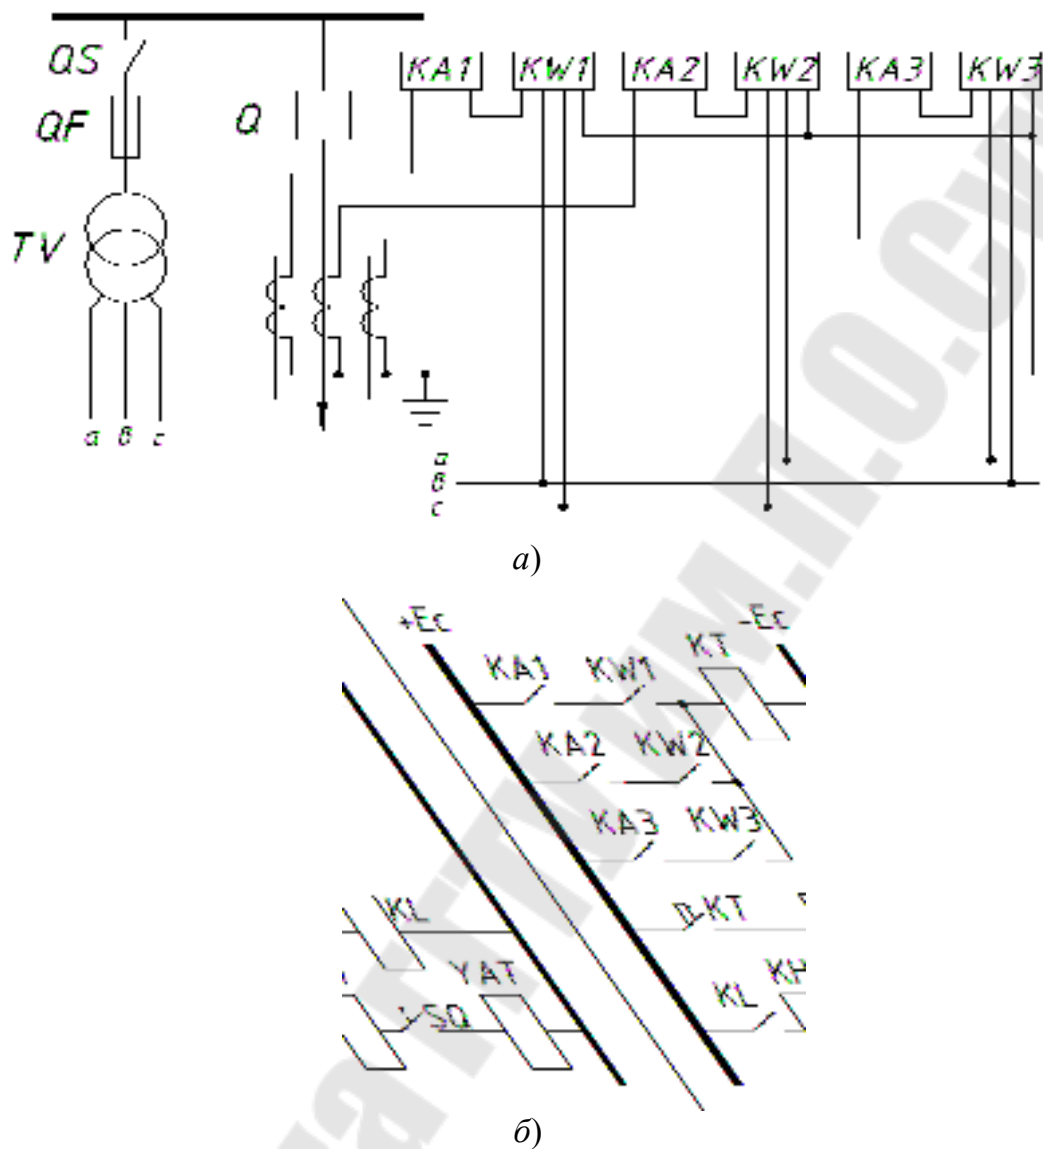 QS
KA1 KW1 KA2 KW2 KA3 KW3
QF
Q
TV
а в с
а
в
с
а)
+Ec
-Ec
KT
KA1 KW1
KA2 KW2
KA3 KW3
KL
KT
YAT
KL KH
SQ
б)